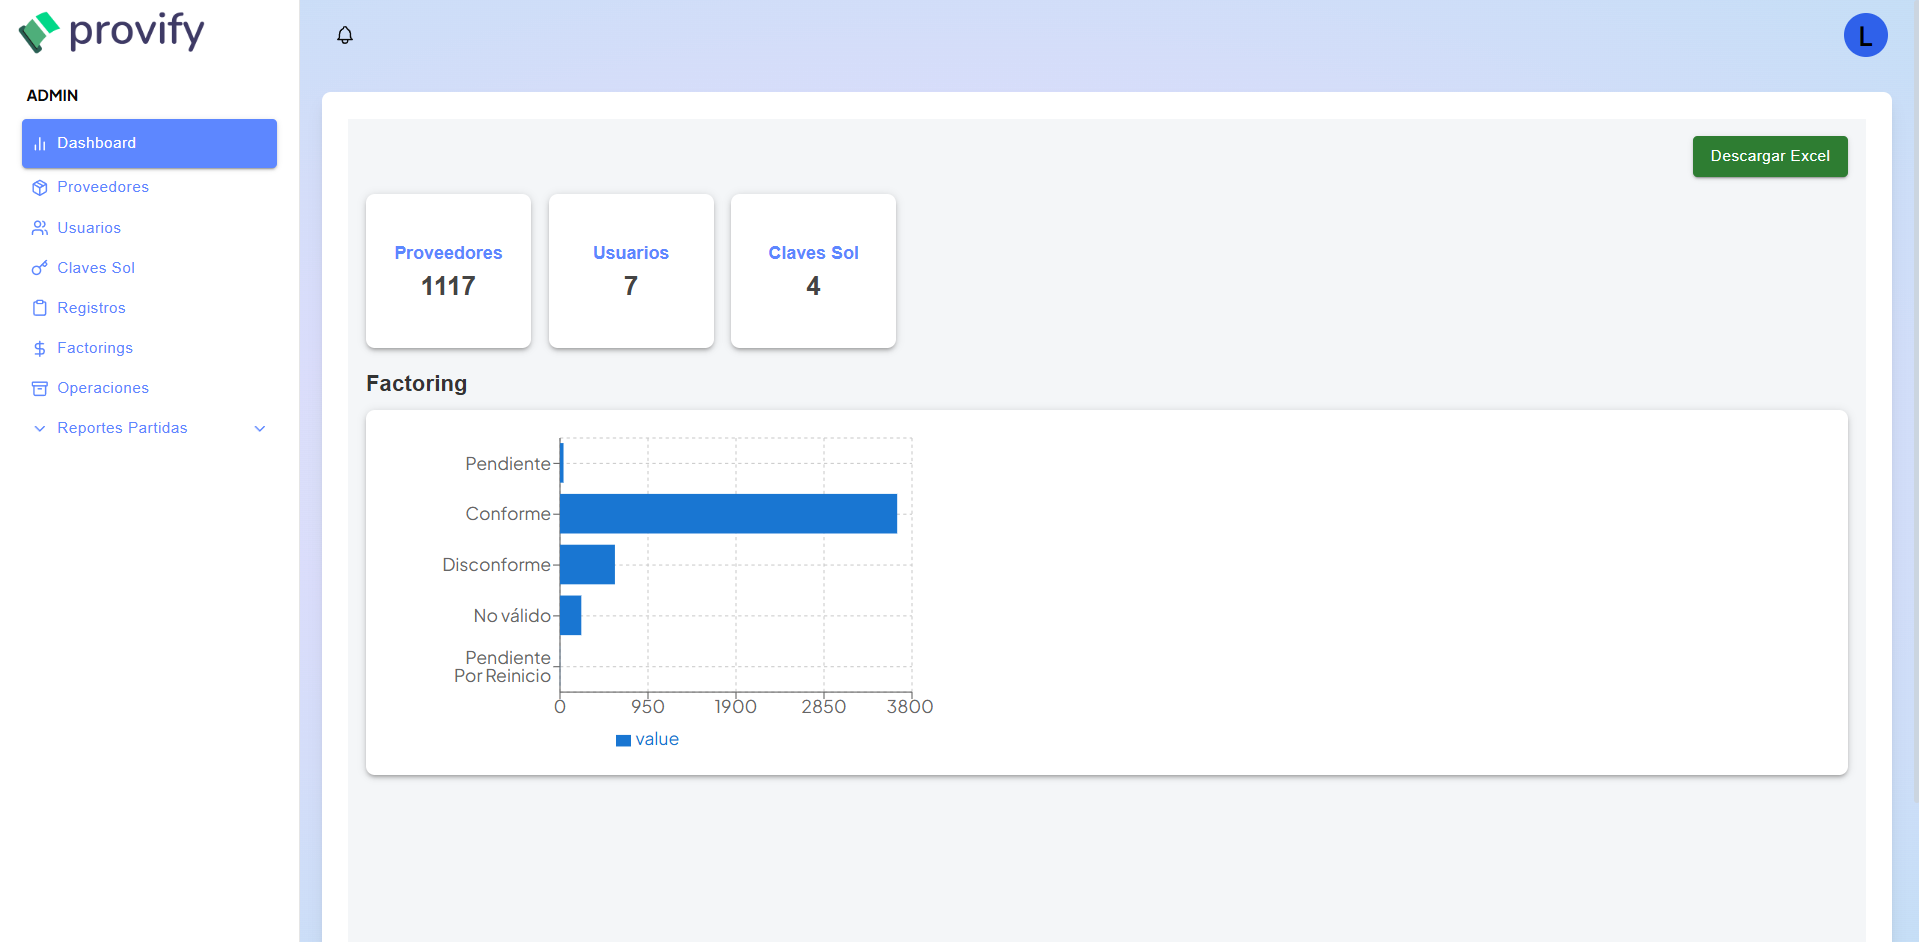 provify
L
ADMIN
Dashboard
Proveedores
Usuarios
Claves Sol
Registros
Factorings
Operaciones
Reportes Partidas
Descargar Excel
Proveedores
1117
Usuarios
7
Claves Sol
4
Factoring
Pendiente
Conforme
Disconforme
No válido
Pendiente
Por Reinicio
0 950 1900 2850 3800
value